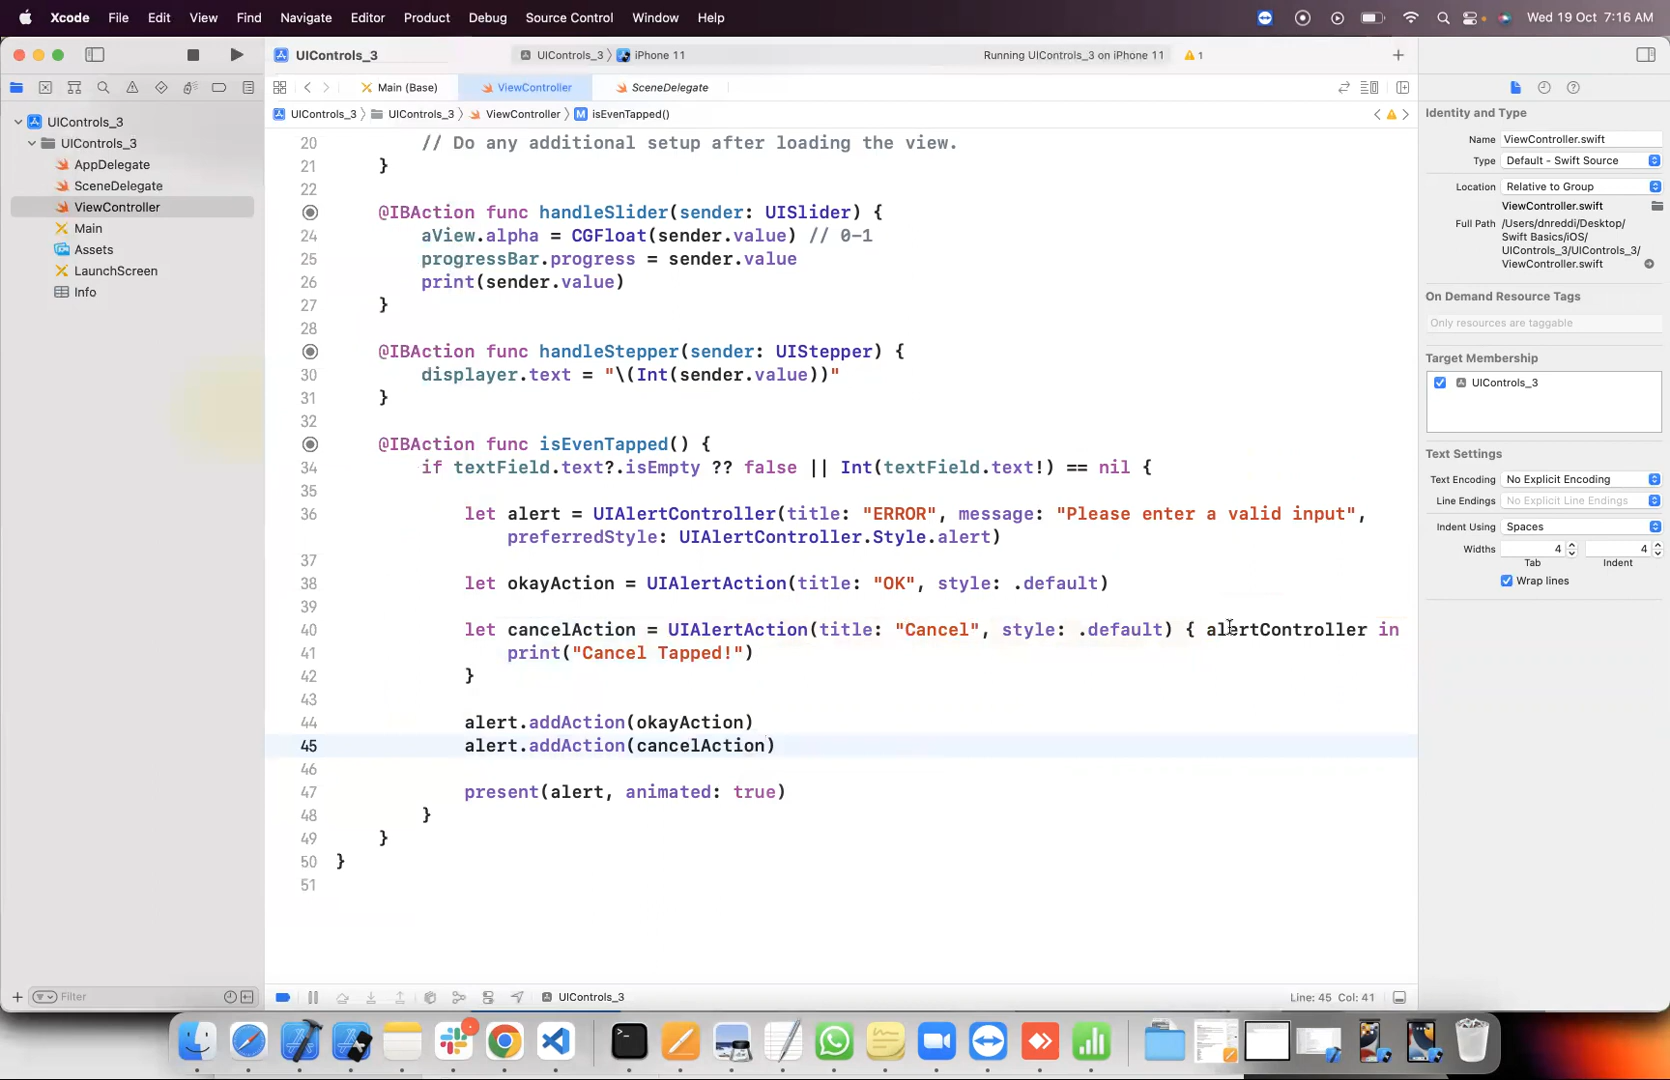 Xcode File Edit View Find Navigate Editor Product Debug Source Control Window Help Wed 19 Oct 7:16 AM
UIControls_3 UIControls_3 iPhone 11 Running UIControls_3 on iPhone 11 1
Main (Base) ViewController SceneDelegate
UIControls_3 UIControls_3 ViewController M isEvenTapped()
UIControls_3
UIControls_3
AppDelegate
SceneDelegate
ViewController
Main
Assets
LaunchScreen
Info
Filter
20 // Do any additional setup after loading the view.
21 }
22
@IBAction func handleSlider(sender: UISlider) {
24 aView.alpha = CGFloat(sender.value) // 0-1
25 progressBar.progress = sender.value
26 print(sender.value)
27 }
28
@IBAction func handleStepper(sender: UIStepper) {
30 displayer.text = "\(Int(sender.value))"
31 }
32
@IBAction func isEvenTapped() {
34 if textField.text?.isEmpty ?? false || Int(textField.text!) == nil {
35
36 let alert = UIAlertController(title: "ERROR", message: "Please enter a valid input",
preferredStyle: UIAlertController.Style.alert)
37
38 let okayAction = UIAlertAction(title: "OK", style: .default)
39
40 let cancelAction = UIAlertAction(title: "Cancel", style: .default) { alertController in
41 print("Cancel Tapped!")
42 }
43
44 alert.addAction(okayAction)
45 alert.addAction(cancelAction)
46
47 present(alert, animated: true)
48 }
49 }
50 }
51
UIControls_3 Line: 45 Col: 41
Identity and Type
Name ViewController.swift
Type Default - Swift Source
Location Relative to Group
ViewController.swift
Full Path /Users/dnreddi/Desktop/
Swift Basics/iOS/
UIControls_3/UIControls_3/
ViewController.swift
On Demand Resource Tags
Only resources are taggable
Target Membership
UIControls_3
Text Settings
Text Encoding No Explicit Encoding
Line Endings No Explicit Line Endings
Indent Using Spaces
Widths 4 4
Tab Indent
Wrap lines